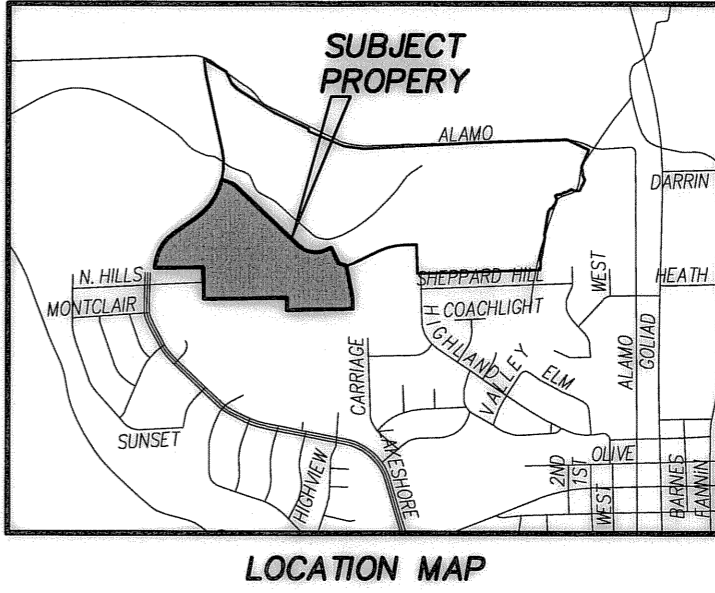 SUBJECT
PROPERY
ALAMO
DARRIN
N. HILLS
SHEPPARD HILL
WEST
HEATH
MONTCLAIR
COACHLIGHT
HIGHLAND
VALLEY
ELM
ALAMO
GOLIAD
CARRIAGE
SUNSET
HIGHVIEW
LAKESHORE
2ND
1ST
OLIVE
WEST
BARNES
FANNIN
LOCATION MAP